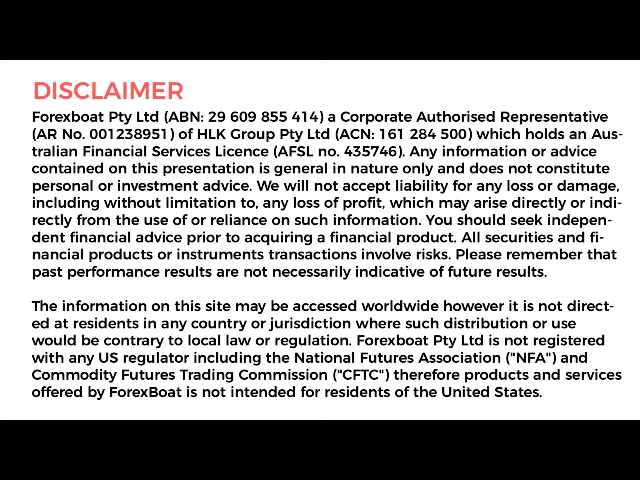 DISCLAIMER
Forexboat Pty Ltd (ABN: 29 609 855 414) a Corporate Authorised Representative
(AR No. 001238951) of HLK Group Pty Ltd (ACN: 161 284 500) which holds an Aus-
tralian Financial Services Licence (AFSL no. 435746). Any information or advice
contained on this presentation is general in nature only and does not constitute
personal or investment advice. We will not accept liability for any loss or damage,
including without limitation to, any loss of profit, which may arise directly or indi-
rectly from the use of or reliance on such information. You should seek indepen-
dent financial advice prior to acquiring a financial product. All securities and fi-
nancial products or instruments transactions involve risks. Please remember that
past performance results are not necessarily indicative of future results.
The information on this site may be accessed worldwide however it is not direct-
ed at residents in any country or jurisdiction where such distribution or use
would be contrary to local law or regulation. Forexboat Pty Ltd is not registered
with any US regulator including the National Futures Association ("NFA") and
Commodity Futures Trading Commission ("CFTC") therefore products and services
offered by ForexBoat is not intended for residents of the United States.